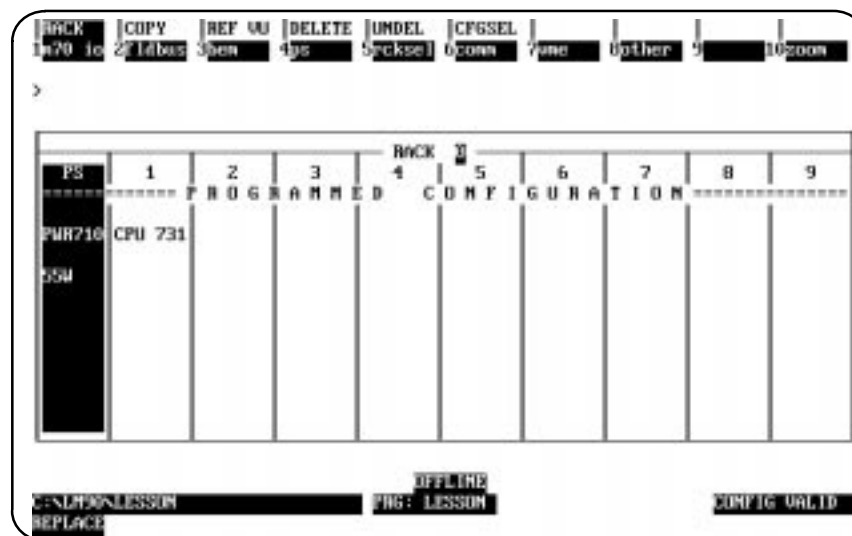 RACK COPY REF VU DELETE UNDEL CFGSEL
1m70 io 2fldbus 3bem 4ps 5rcksel 6comm 7vme 8other 9 10zoom
>
RACK
PS 1 2 3 4 5 6 7 8 9
====== ======= P R O G R A M M E D   C O N F I G U R A T I O N =======  =======
PWR710 CPU 731
55W
OFFLINE
C:\LM90\LESSON PRG: LESSON CONFIG VALID
REPLACE